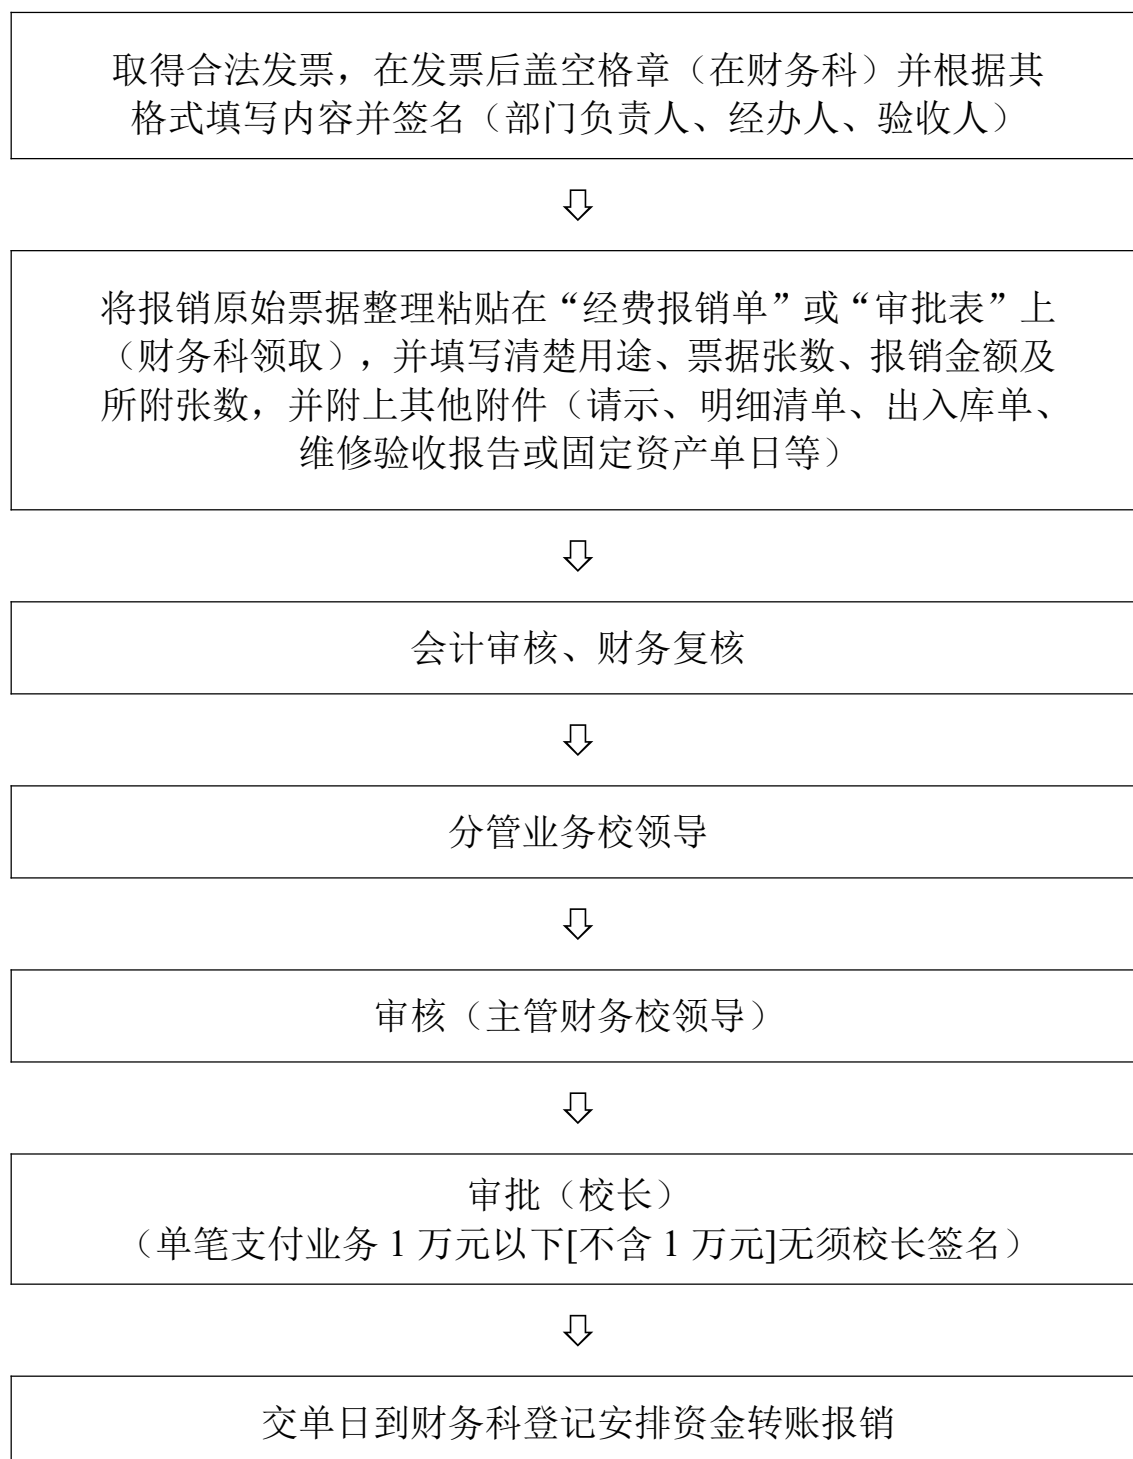 取得合法发票，在发票后盖空格章（在财务科）并根据其
格式填写内容并签名（部门负责人、经办人、验收人）
将报销原始票据整理粘贴在“经费报销单”或“审批表”上
（财务科领取），并填写清楚用途、票据张数、报销金额及
所附张数，并附上其他附件（请示、明细清单、出入库单、
维修验收报告或固定资产单日等）
会计审核、财务复核
分管业务校领导
审核（主管财务校领导）
审批（校长）
（单笔支付业务 1 万元以下[不含 1 万元]无须校长签名）
交单日到财务科登记安排资金转账报销